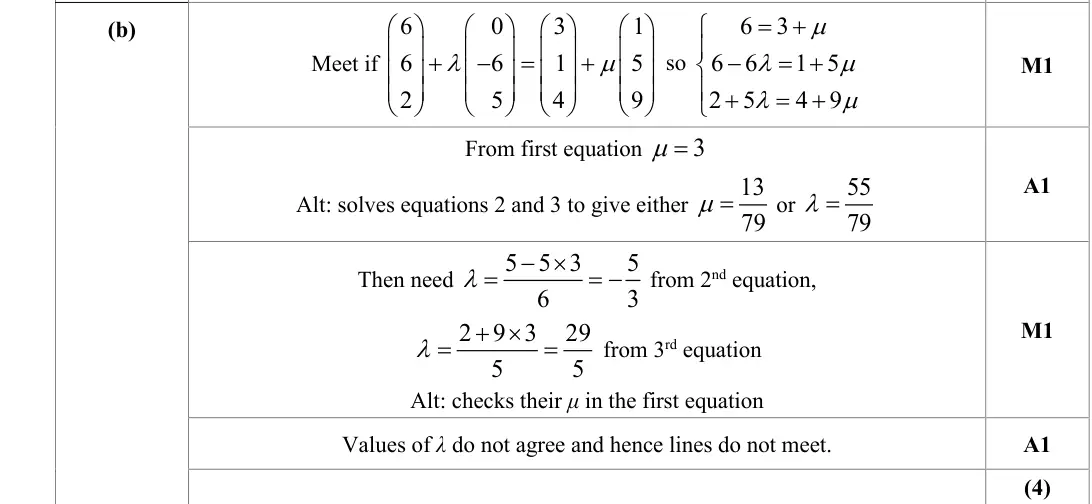 (b)
Meet if (6 6 2) + λ(0 −6 5) = (3 1 4) + μ(1 5 9) so { 6 = 3 + μ
6 − 6λ = 1 + 5μ
2 + 5λ = 4 + 9μ
M1
From first equation μ = 3
Alt: solves equations 2 and 3 to give either μ = 13/79 or λ = 55/79
A1
Then need λ = (5 − 5×3)/6 = −5/3 from 2nd equation,
λ = (2 + 9×3)/5 = 29/5 from 3rd equation
Alt: checks their μ in the first equation
M1
Values of λ do not agree and hence lines do not meet.
A1
(4)